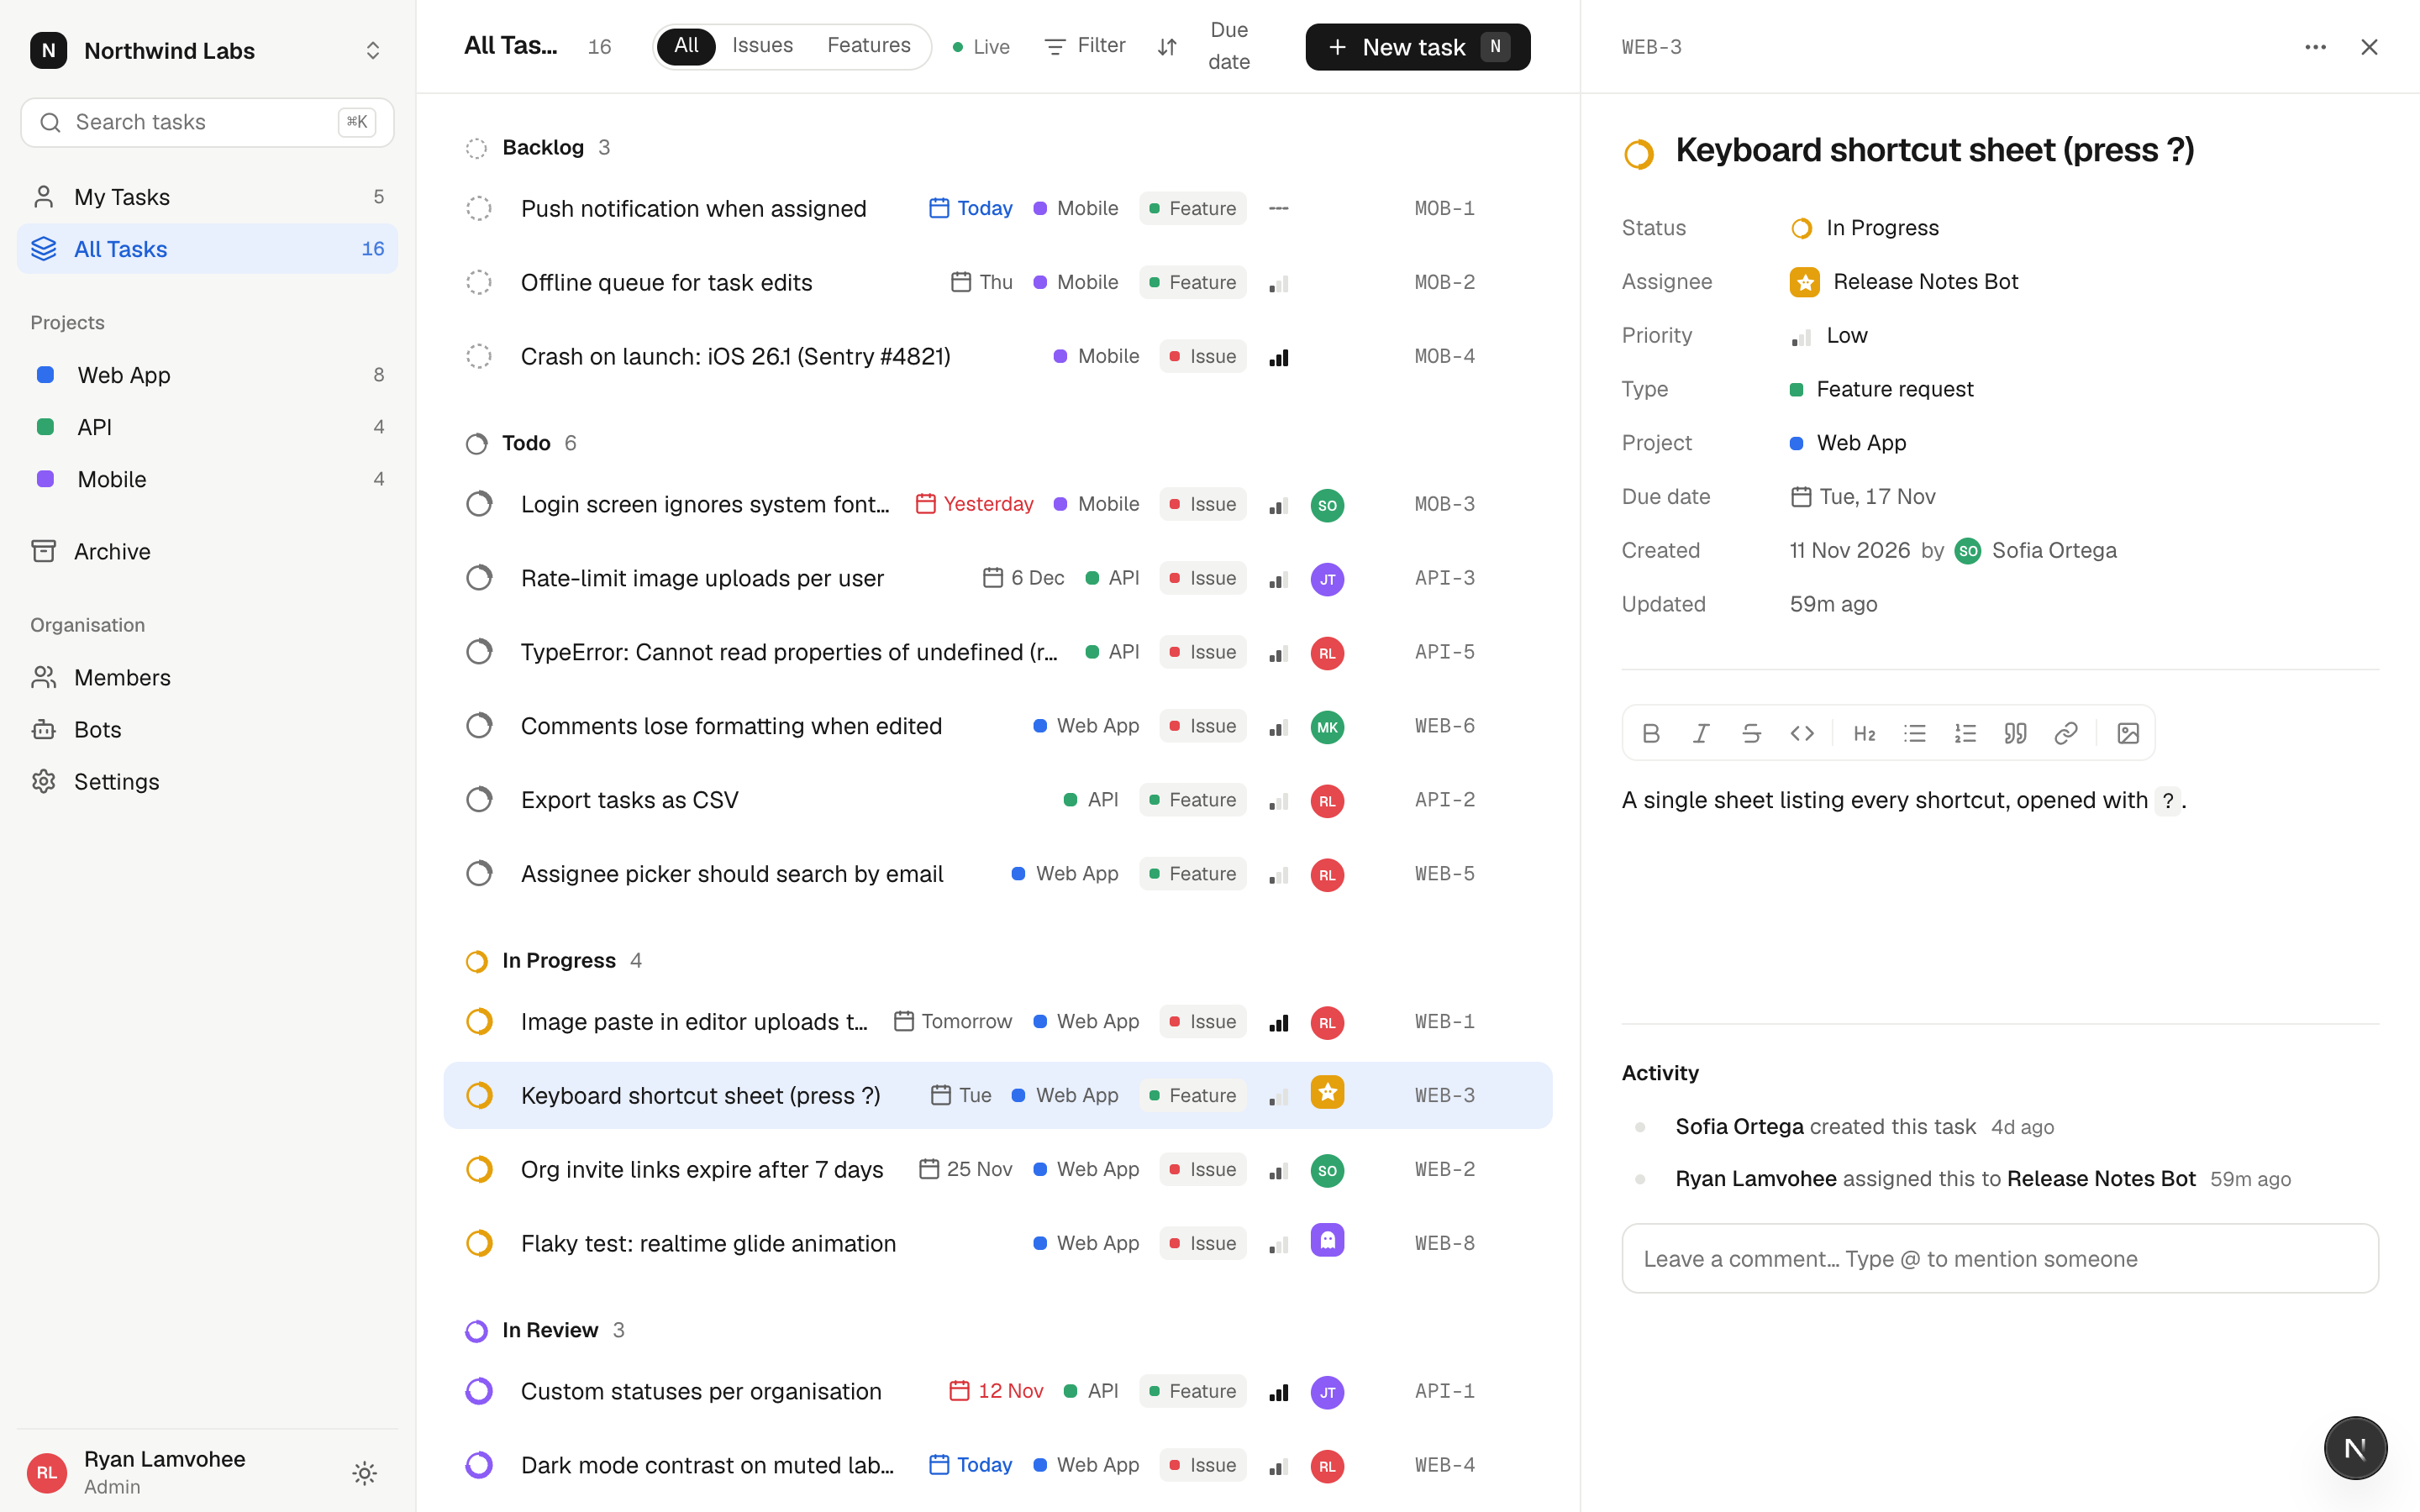 N Northwind Labs
Search tasks ⌘K
My Tasks 5
All Tasks 16
Projects
Web App 8
API 4
Mobile 4
Archive
Organisation
Members
Bots
Settings
RL Ryan Lamvohee
Admin
All Tas... 16 All Issues Features Live Filter Due date + New task N
Backlog 3
Push notification when assigned Today Mobile Feature MOB-1
Offline queue for task edits Thu Mobile Feature MOB-2
Crash on launch: iOS 26.1 (Sentry #4821) Mobile Issue MOB-4
Todo 6
Login screen ignores system font... Yesterday Mobile Issue SO MOB-3
Rate-limit image uploads per user 6 Dec API Issue JT API-3
TypeError: Cannot read properties of undefined (r... API Issue RL API-5
Comments lose formatting when edited Web App Issue MK WEB-6
Export tasks as CSV API Feature RL API-2
Assignee picker should search by email Web App Feature RL WEB-5
In Progress 4
Image paste in editor uploads t... Tomorrow Web App Issue RL WEB-1
Keyboard shortcut sheet (press ?) Tue Web App Feature WEB-3
Org invite links expire after 7 days 25 Nov Web App Issue SO WEB-2
Flaky test: realtime glide animation Web App Issue WEB-8
In Review 3
Custom statuses per organisation 12 Nov API Feature JT API-1
Dark mode contrast on muted lab... Today Web App Issue RL WEB-4
WEB-3
Keyboard shortcut sheet (press ?)
Status In Progress
Assignee Release Notes Bot
Priority Low
Type Feature request
Project Web App
Due date Tue, 17 Nov
Created 11 Nov 2026 by SO Sofia Ortega
Updated 59m ago
H2
A single sheet listing every shortcut, opened with ?.
Activity
Sofia Ortega created this task 4d ago
Ryan Lamvohee assigned this to Release Notes Bot 59m ago
Leave a comment... Type @ to mention someone
N